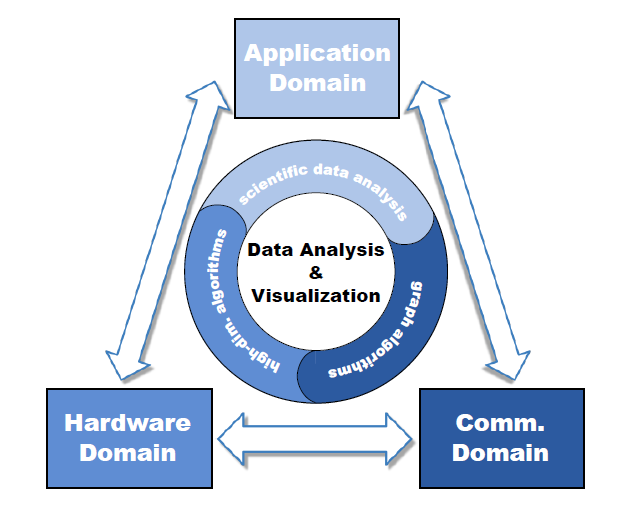 Application
Domain
scientific data analysis
high-dim. algorithms
graph algorithms
Data Analysis
&
Visualization
Hardware
Domain
Comm.
Domain